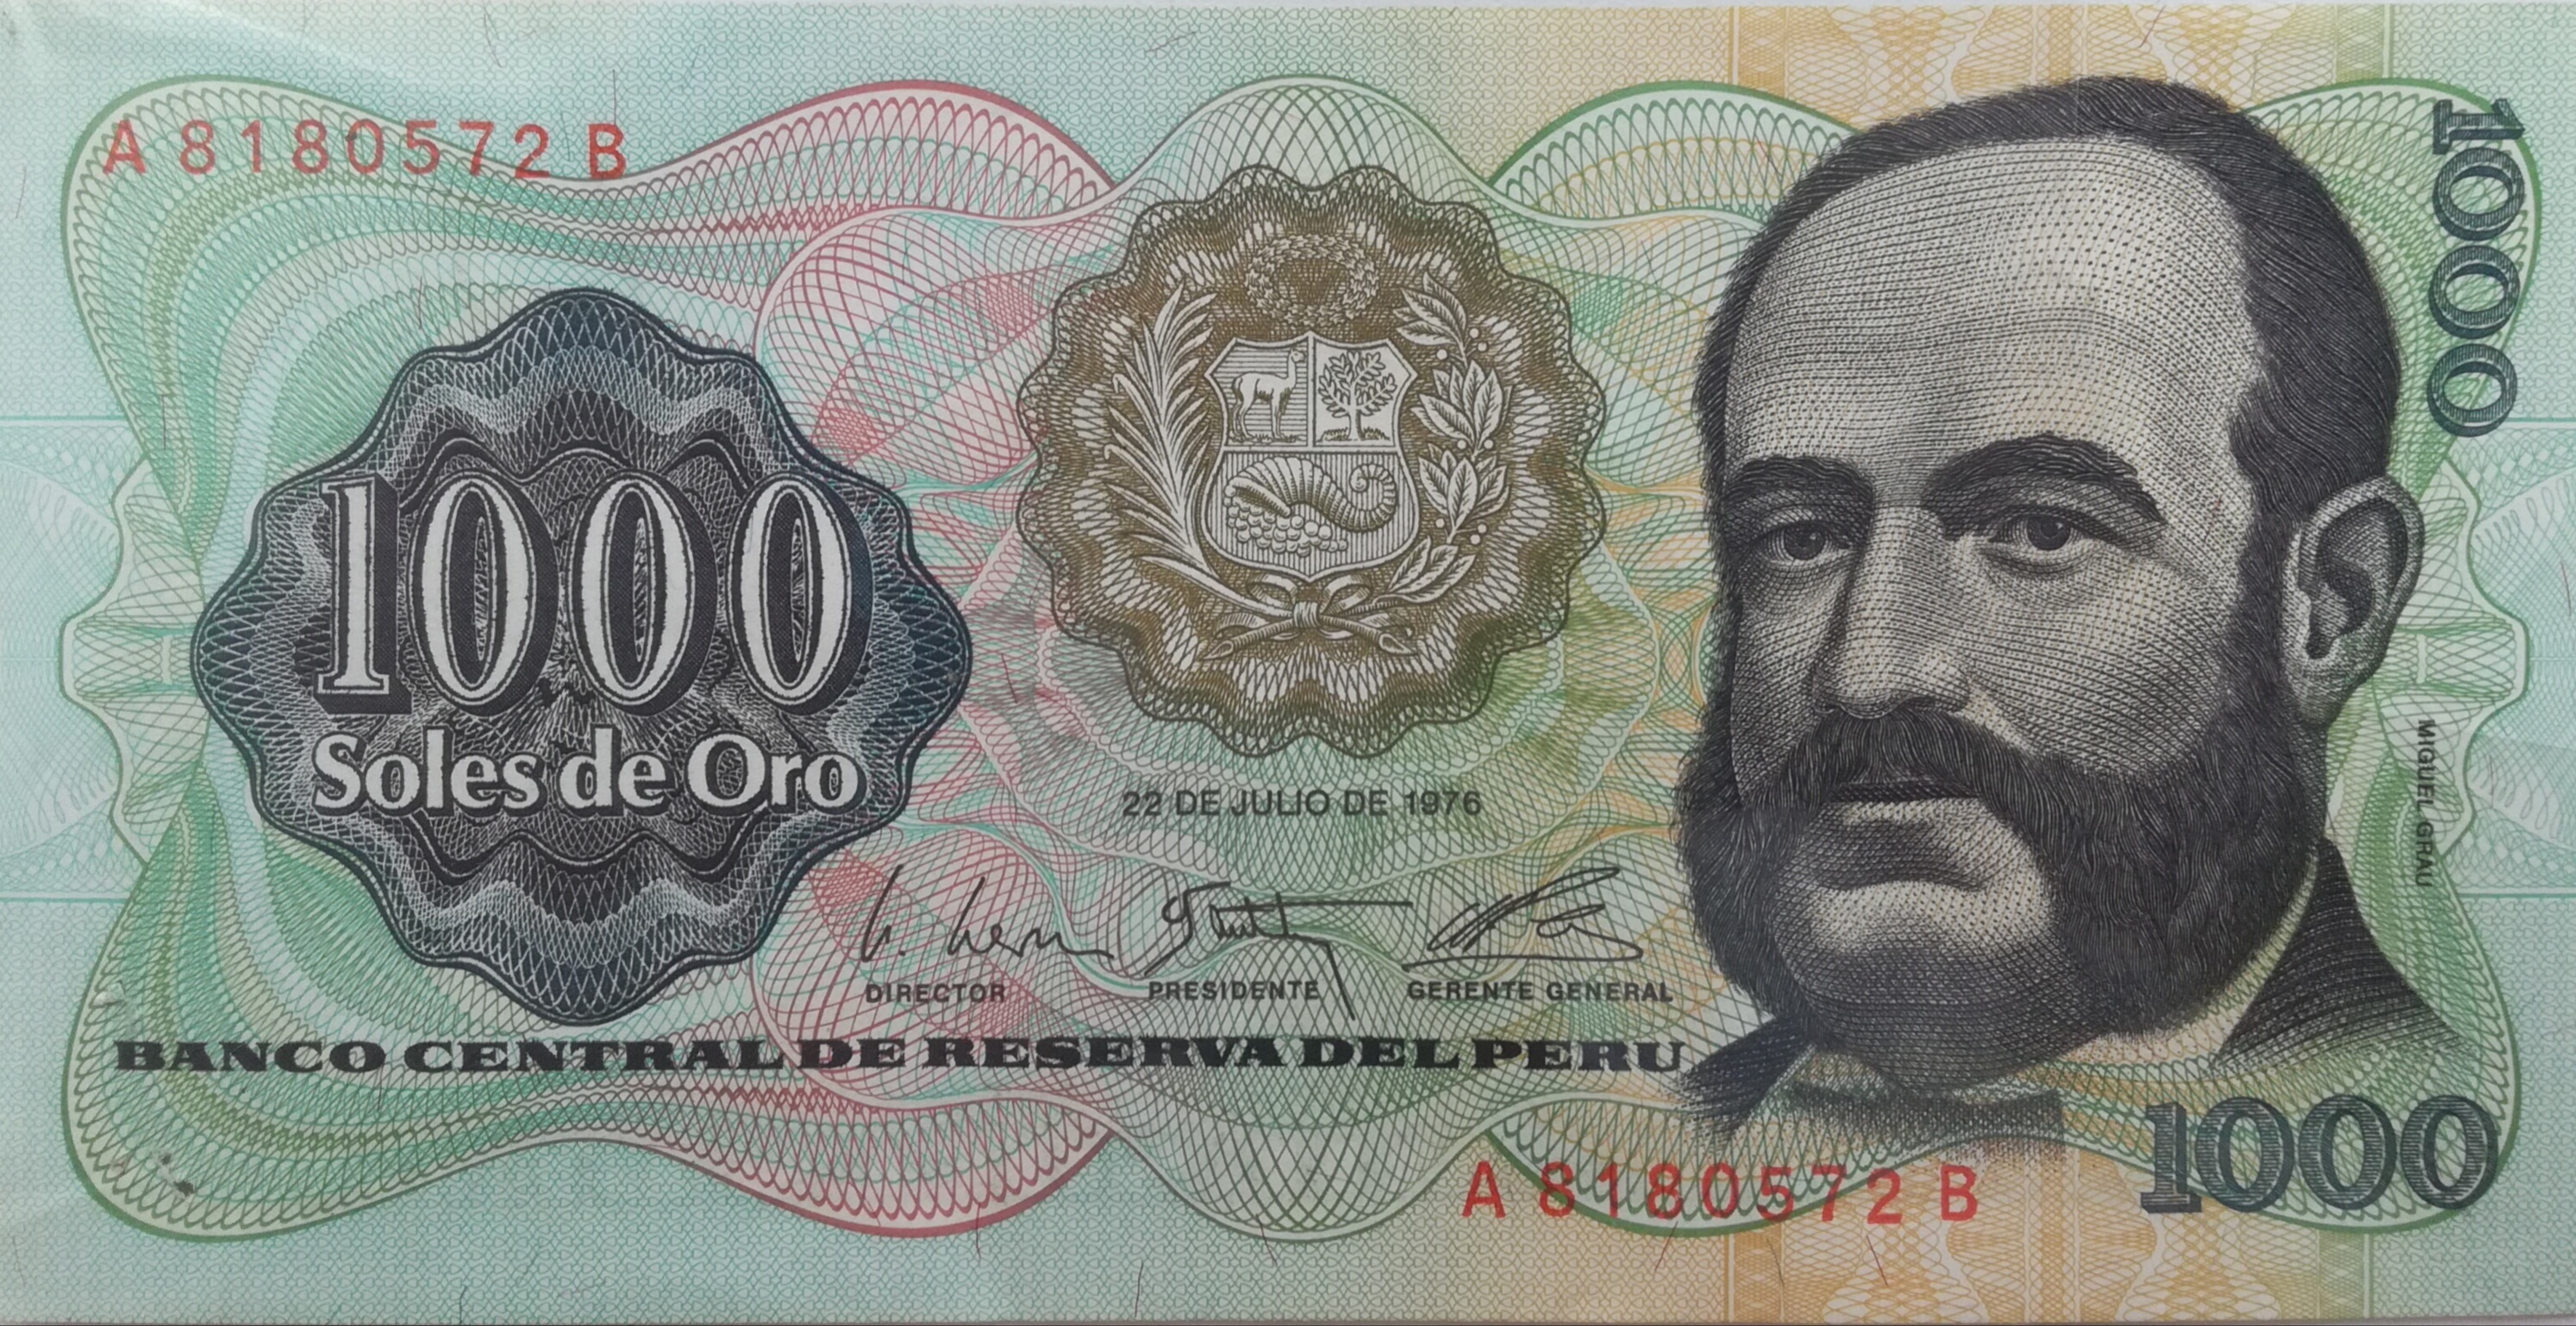 A 8180572 B
1000
1000
Soles de Oro
22 DE JULIO DE 1976
MIGUEL GRAU
DIRECTOR PRESIDENTE GERENTE GENERAL
BANCO CENTRAL DE RESERVA DEL PERU
1000
A 8180572 B